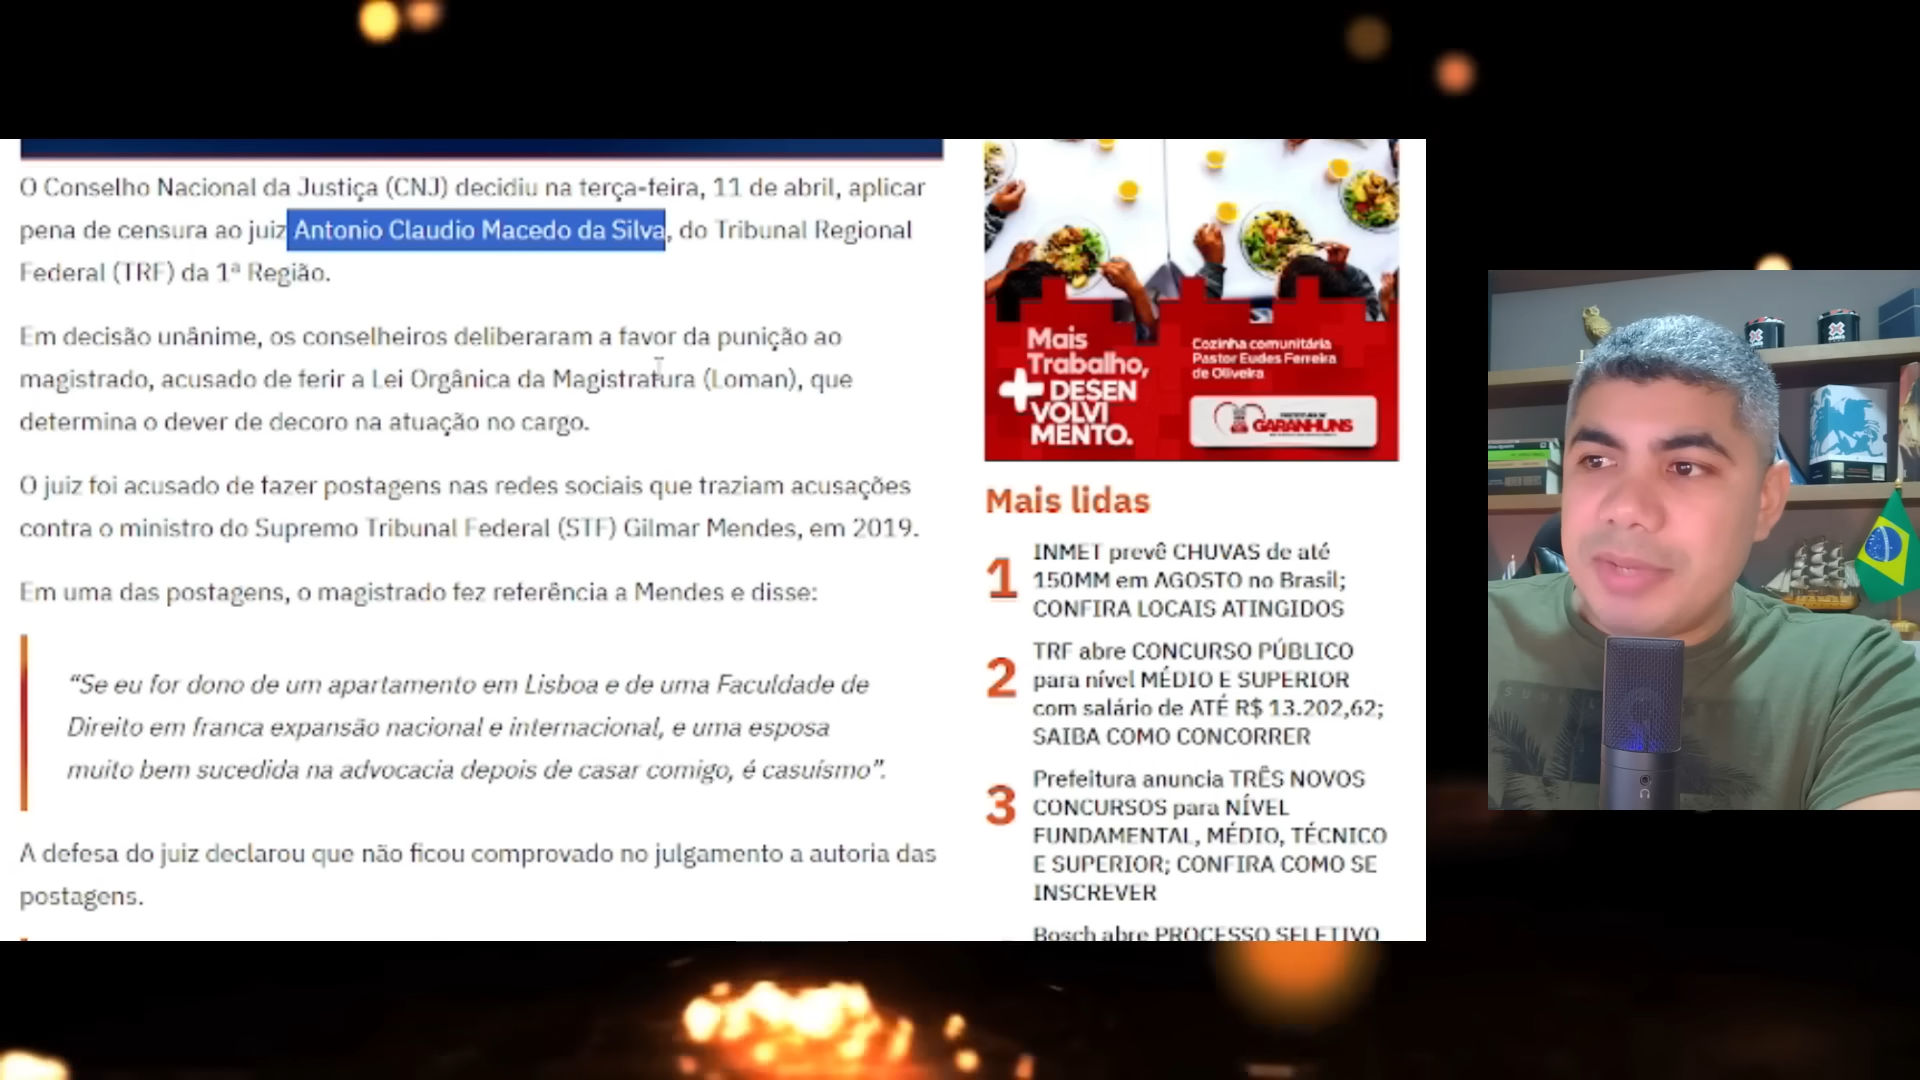 O Conselho Nacional da Justiça (CNJ) decidiu na terça-feira, 11 de abril, aplicar
pena de censura ao juiz Antonio Claudio Macedo da Silva, do Tribunal Regional
Federal (TRF) da 1ª Região.
Em decisão unânime, os conselheiros deliberaram a favor da punição ao
magistrado, acusado de ferir a Lei Orgânica da Magistratura (Loman), que
determina o dever de decoro na atuação no cargo.
O juiz foi acusado de fazer postagens nas redes sociais que traziam acusações
contra o ministro do Supremo Tribunal Federal (STF) Gilmar Mendes, em 2019.
Em uma das postagens, o magistrado fez referência a Mendes e disse:
“Se eu for dono de um apartamento em Lisboa e de uma Faculdade de
Direito em franca expansão nacional e internacional, e uma esposa
muito bem sucedida na advocacia depois de casar comigo, é casuísmo”.
A defesa do juiz declarou que não ficou comprovado no julgamento a autoria das
postagens.
Mais
Trabalho,
+ DESEN
VOLVI
MENTO.
Cozinha comunitária
Pastor Eudes Ferreira
de Oliveira
GARANHUNS
Mais lidas
1
INMET prevê CHUVAS de até
150MM em AGOSTO no Brasil;
CONFIRA LOCAIS ATINGIDOS
2
TRF abre CONCURSO PÚBLICO
para nível MÉDIO E SUPERIOR
com salário de ATÉ R$ 13.202,62;
SAIBA COMO CONCORRER
3
Prefeitura anuncia TRÊS NOVOS
CONCURSOS para NÍVEL
FUNDAMENTAL, MÉDIO, TÉCNICO
E SUPERIOR; CONFIRA COMO SE
INSCREVER
Bosch abre PROCESSO SELETIVO